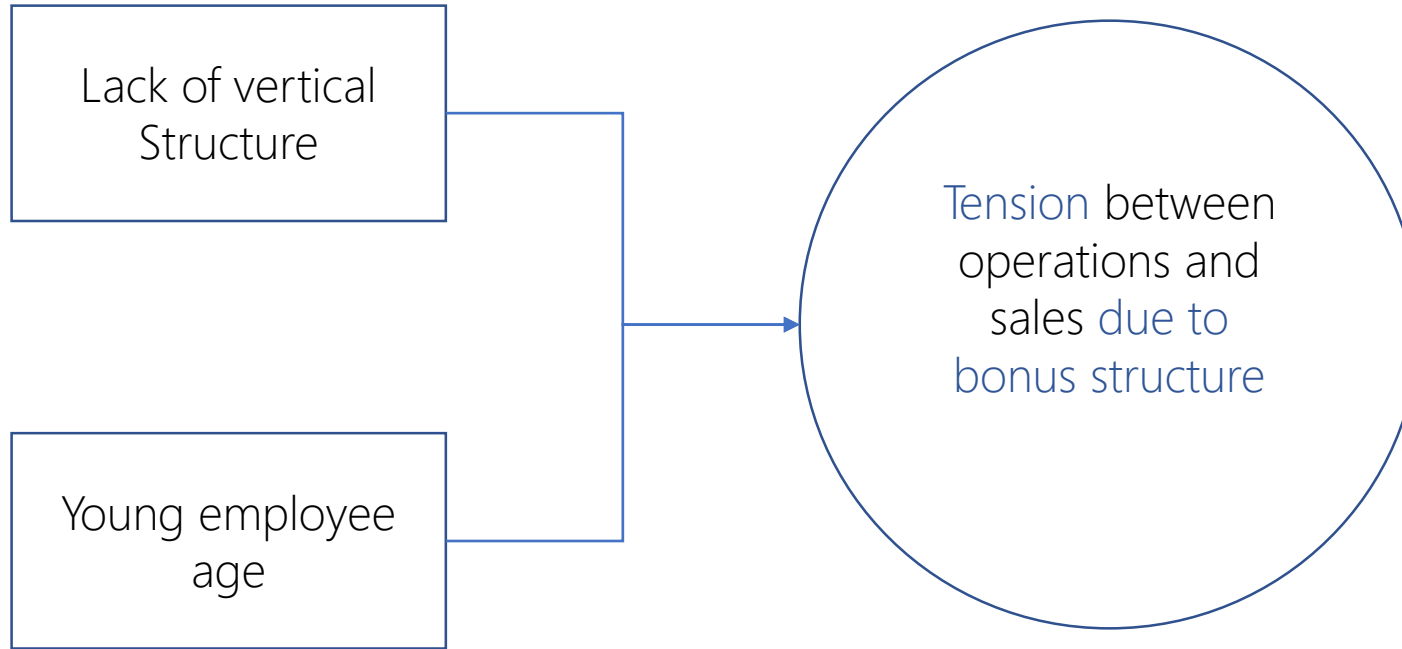 Lack of vertical
Structure
Young employee
age
Tension between
operations and
sales due to
bonus structure